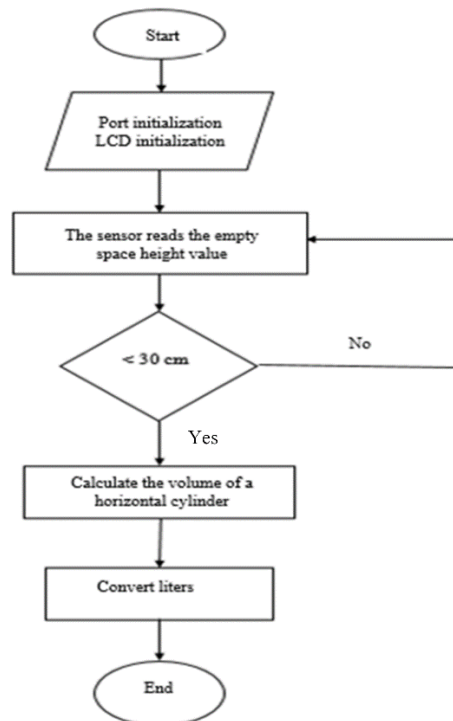 Start
Port initialization
LCD initialization
The sensor reads the empty
space height value
< 30 cm
No
Yes
Calculate the volume of a
horizontal cylinder
Convert liters
End